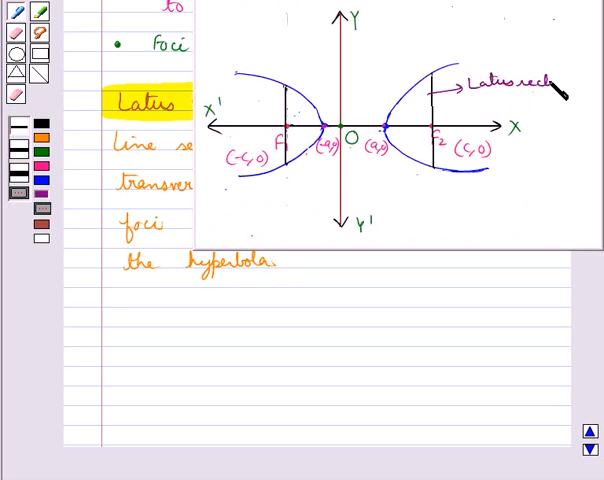 to
• Foci
Latus
Line se
transver
foci
the hyperbola.
Y
Latus rect
X' X
F1 (-a,0) O (a,0) F2
(-c,0) (c,0)
Y'